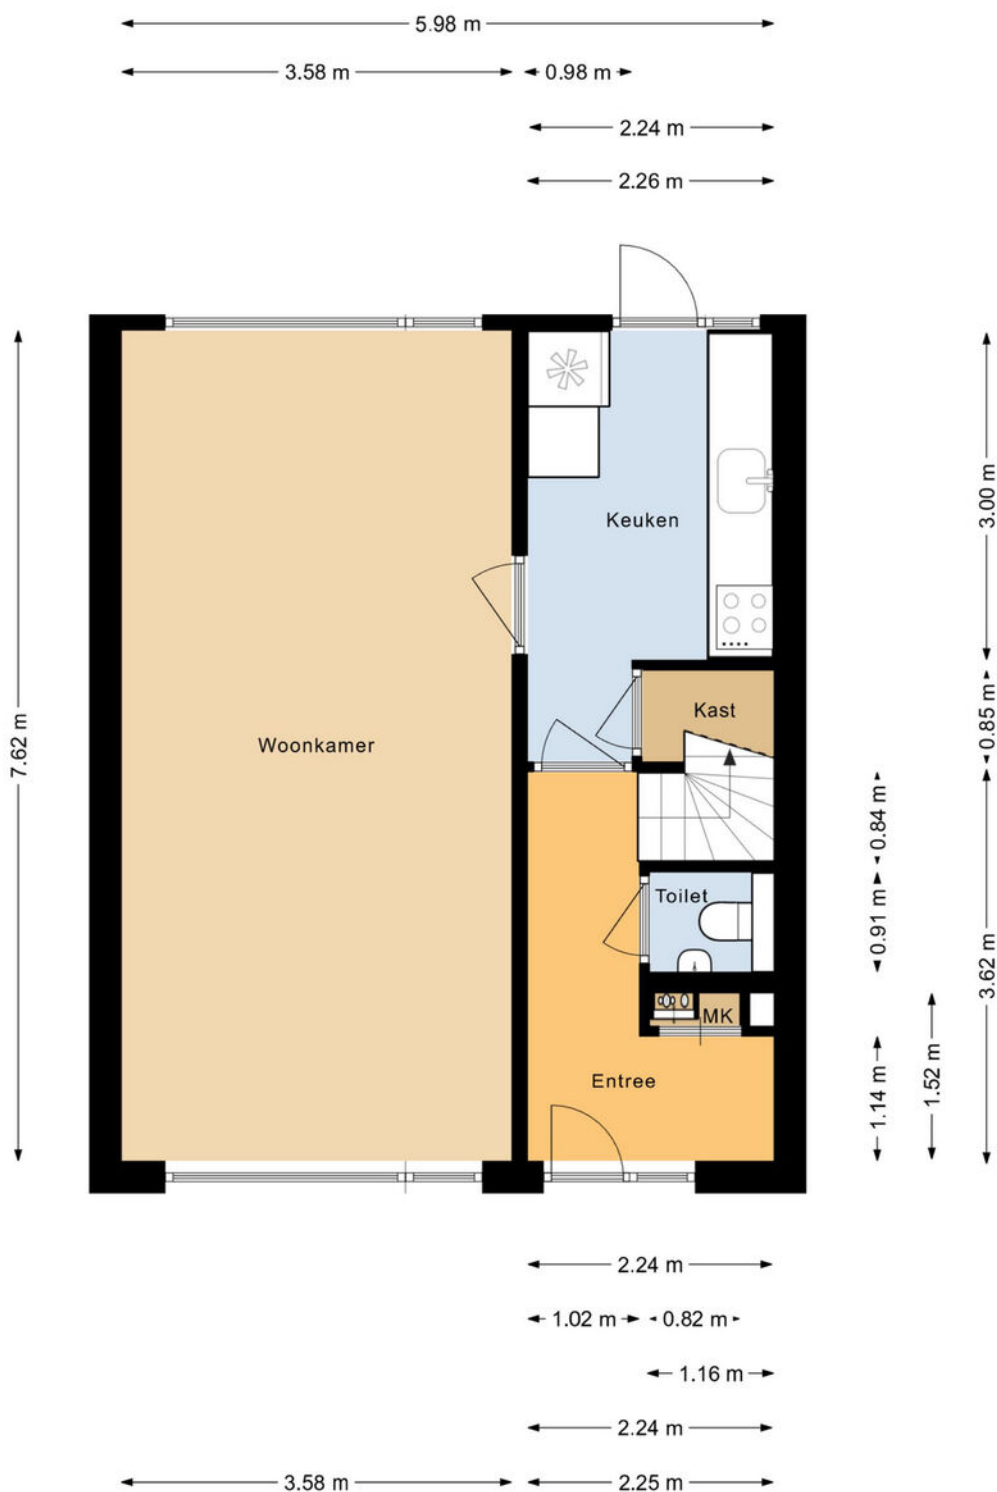 5.98 m
3.58 m
0.98 m
2.24 m
2.26 m
Keuken
3.00 m
Kast
0.85 m
Woonkamer
7.62 m
0.84 m
Toilet
0.91 m
3.62 m
MK
1.52 m
Entree
1.14 m
2.24 m
1.02 m
0.82 m
1.16 m
2.24 m
3.58 m
2.25 m